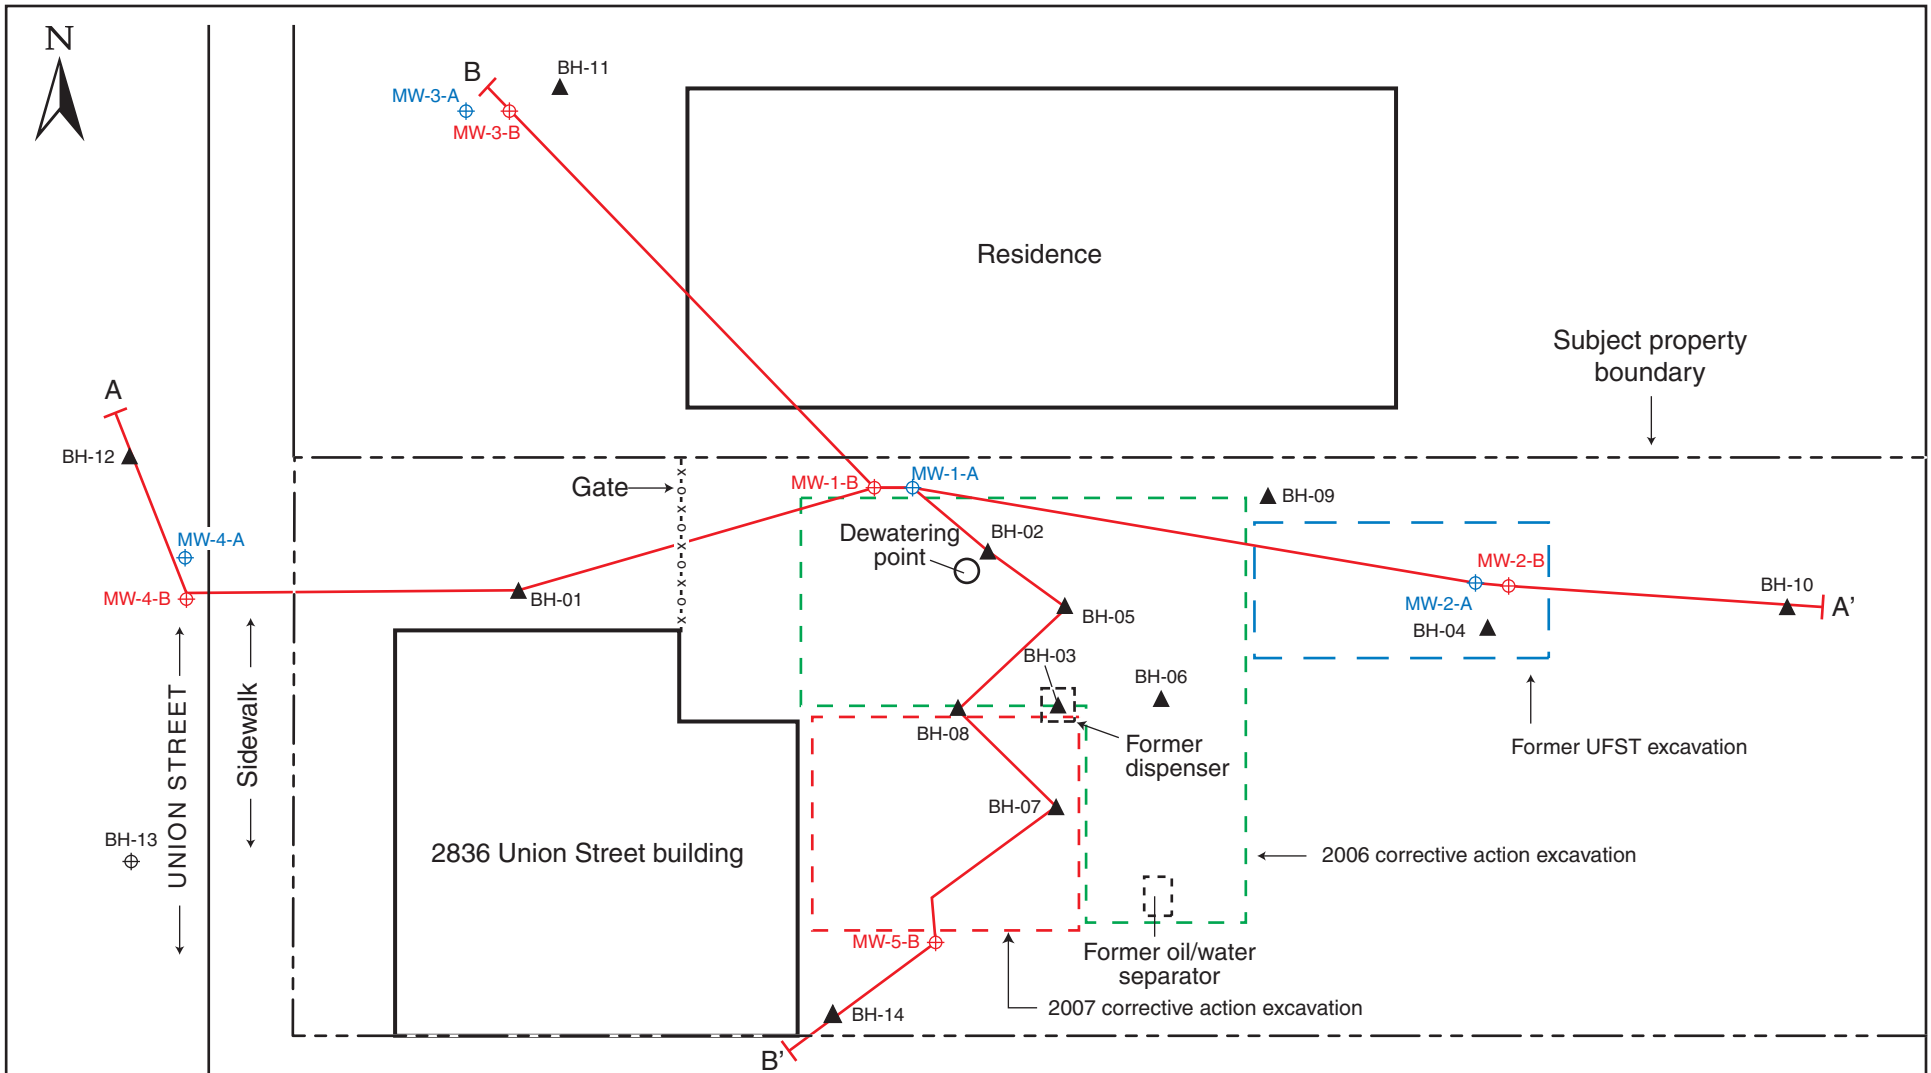 N
B
BH-11
MW-3-A
MW-3-B
Residence
Subject property
boundary
A
BH-12
Gate
MW-1-B
MW-1-A
BH-09
MW-4-A
Dewatering
point
BH-02
MW-2-B
MW-4-B
BH-01
MW-2-A
BH-10
A'
BH-05
BH-04
BH-03
BH-06
UNION STREET
Sidewalk
BH-08
Former
dispenser
Former UFST excavation
BH-07
BH-13
2836 Union Street building
2006 corrective action excavation
MW-5-B
Former oil/water
separator
2007 corrective action excavation
BH-14
B'
x
o
x
o
x
o
x
o
x
o
x
o
x
o
x